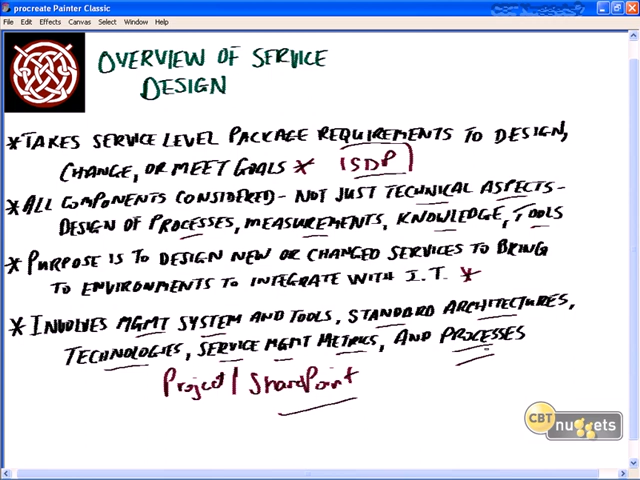 procreate Painter Classic
CBT Nuggets
File Edit Effects Canvas Select Window Help
OVERVIEW OF SERVICE
DESIGN
* TAKES SERVICE LEVEL PACKAGE REQUIREMENTS TO DESIGN,
CHANGE, OR MEET GOALS * ISDP
* ALL COMPONENTS CONSIDERED - NOT JUST TECHNICAL ASPECTS -
DESIGN OF PROCESSES, MEASUREMENTS, KNOWLEDGE, TOOLS
* PURPOSE IS TO DESIGN NEW OR CHANGED SERVICES TO BRING
TO ENVIRONMENTS TO INTEGRATE WITH I.T. *
* INVOLVES MGMT SYSTEM AND TOOLS, STANDARD ARCHITECTURES,
TECHNOLOGIES, SERVICE MGMT METRICS, AND PROCESSES
Project / SharePoint
CBT nuggets